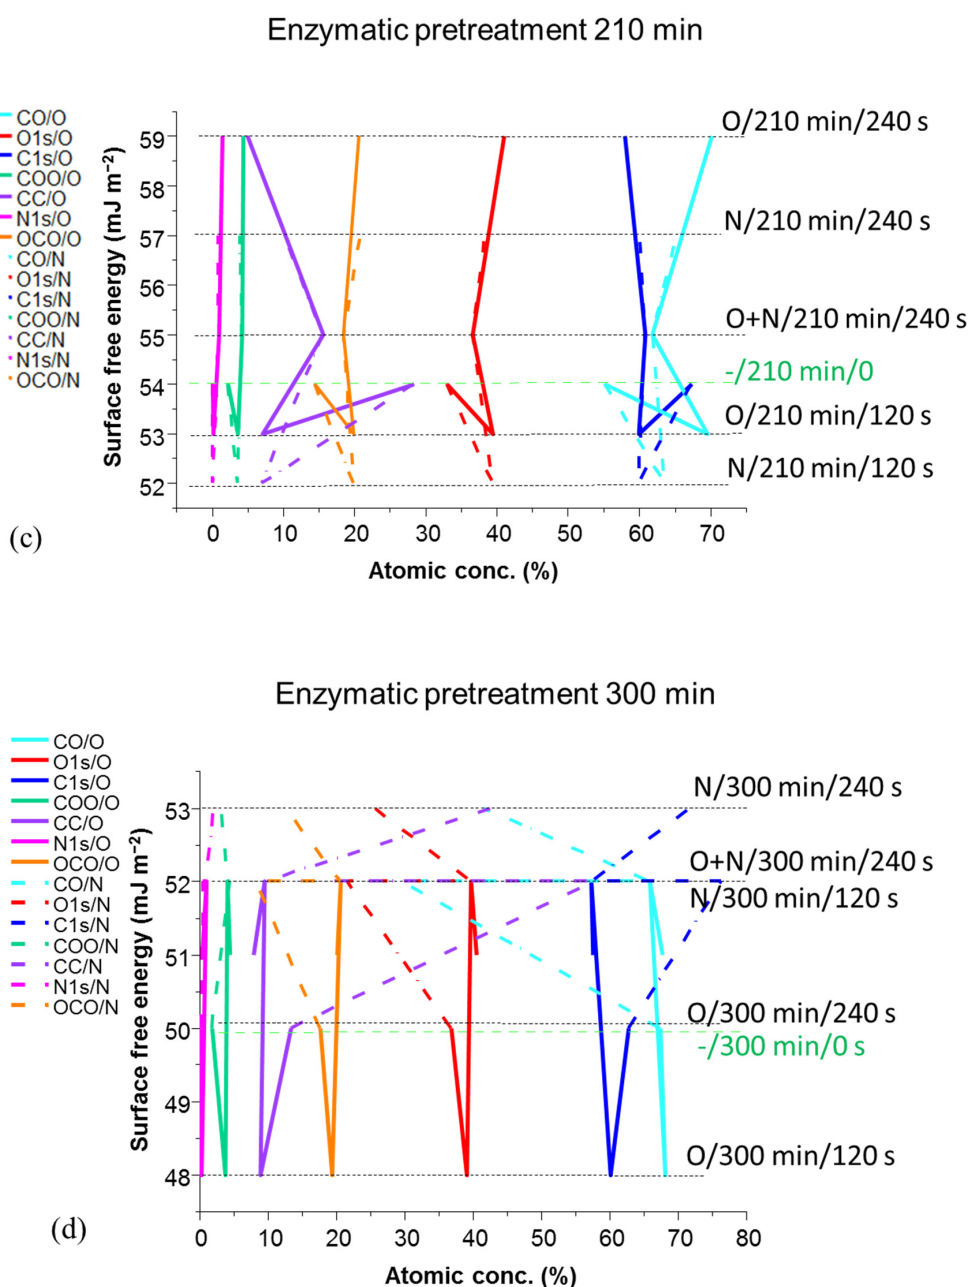 Enzymatic pretreatment 210 min
CO/O
O1s/O
C1s/O
COO/O
CC/O
N1s/O
OCO/O
CO/N
O1s/N
C1s/N
COO/N
CC/N
N1s/N
OCO/N
Surface free energy (mJ m⁻²)
59
58
57
56
55
54
53
52
O/210 min/240 s
N/210 min/240 s
O+N/210 min/240 s
-/210 min/0
O/210 min/120 s
N/210 min/120 s
0 10 20 30 40 50 60 70
Atomic conc. (%)
(c)
Enzymatic pretreatment 300 min
CO/O
O1s/O
C1s/O
COO/O
CC/O
N1s/O
OCO/O
CO/N
O1s/N
C1s/N
COO/N
CC/N
N1s/N
OCO/N
Surface free energy (mJ m⁻²)
53
52
51
50
49
48
N/300 min/240 s
O+N/300 min/240 s
N/300 min/120 s
O/300 min/240 s
-/300 min/0 s
O/300 min/120 s
0 10 20 30 40 50 60 70 80
Atomic conc. (%)
(d)